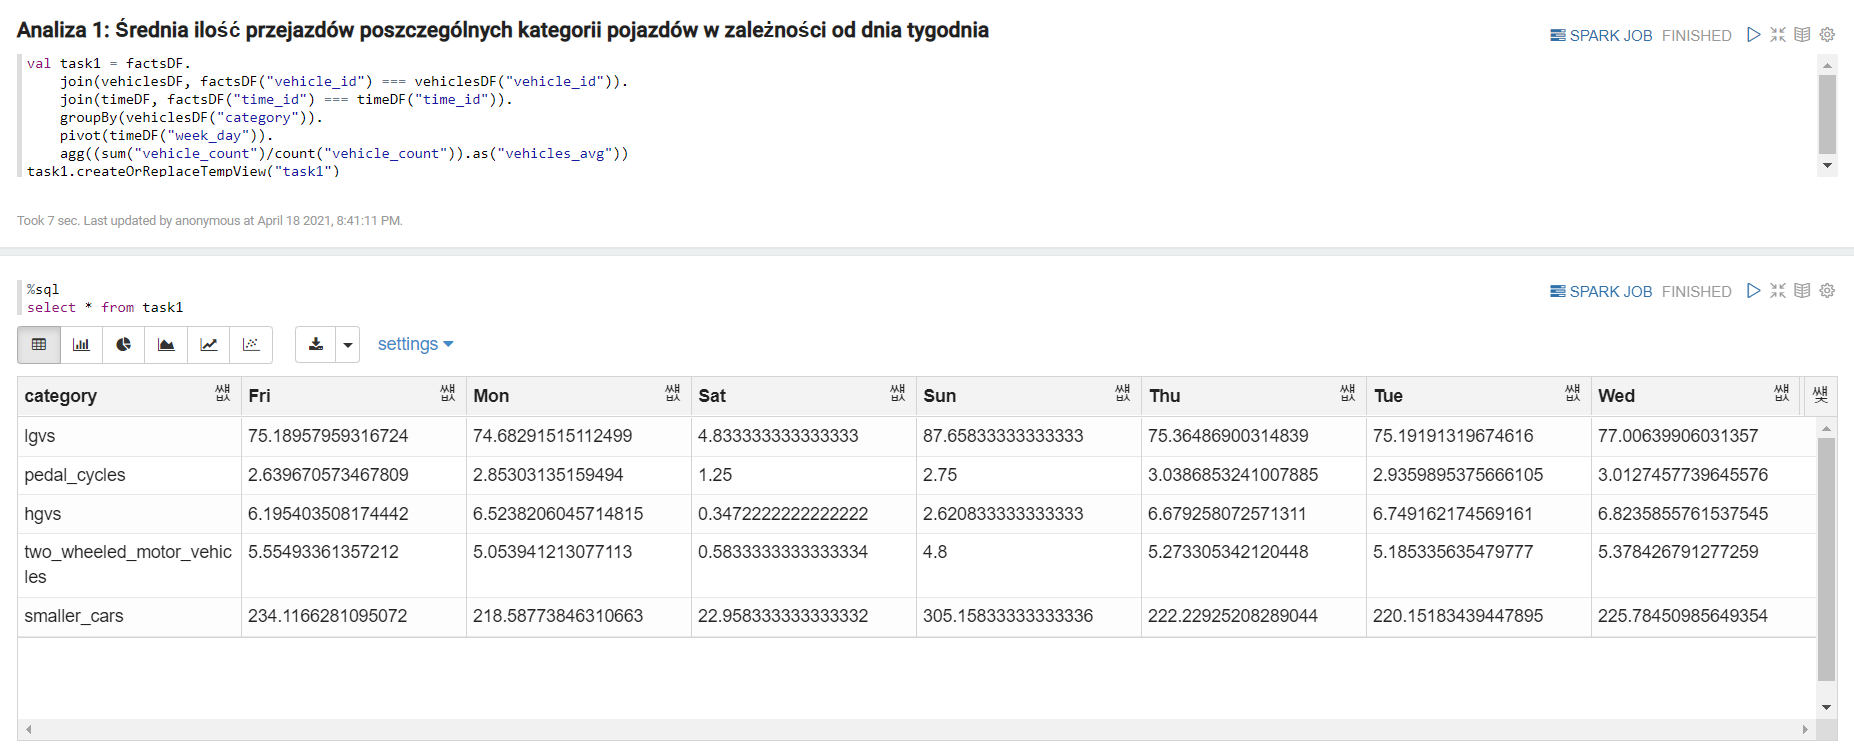 Analiza 1: Średnia ilość przejazdów poszczególnych kategorii pojazdów w zależności od dnia tygodnia
SPARK JOB FINISHED
val task1 = factsDF.
    join(vehiclesDF, factsDF("vehicle_id") === vehiclesDF("vehicle_id")).
    join(timeDF, factsDF("time_id") === timeDF("time_id")).
    groupBy(vehiclesDF("category")).
    pivot(timeDF("week_day")).
    agg((sum("vehicle_count")/count("vehicle_count")).as("vehicles_avg"))
task1.createOrReplaceTempView("task1")
Took 7 sec. Last updated by anonymous at April 18 2021, 8:41:11 PM.
%sql
SPARK JOB FINISHED
select * from task1
settings
category Fri Mon Sat Sun Thu Tue Wed
lgvs 75.18957959316724 74.68291515112499 4.833333333333333 87.65833333333333 75.36486900314839 75.19191319674616 77.00639906031357
pedal_cycles 2.639670573467809 2.85303135159494 1.25 2.75 3.0386853241007885 2.9359895375666105 3.0127457739645576
hgvs 6.195403508174442 6.5238206045714815 0.3472222222222222 2.620833333333333 6.679258072571311 6.749162174569161 6.8235855761537545
two_wheeled_motor_vehic 5.55493361357212 5.053941213077113 0.5833333333333334 4.8 5.273305342120448 5.185335635479777 5.378426791277259
les
smaller_cars 234.1166281095072 218.58773846310663 22.958333333333332 305.15833333333336 222.22925208289044 220.15183439447895 225.78450985649354